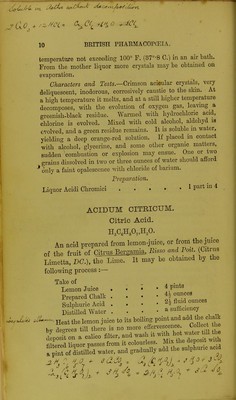 10 BRITISH PHARMACOPŒIA.
temperature not exceeding 100° F. (37°·8 C.) in an air bath.
From the mother liquor more crystals may be obtained on
evaporation.
Characters and Tests.—Crimson acicular crystals, very
deliquescent, inodorous, corrosively caustic to the skin. At
a high temperature it melts, and at a still higher temperature
decomposes, with the evolution of oxygen gas, leaving a
greenish-black residue. Warmed with hydrochloric acid,
chlorine is evolved. Mixed with cold alcohol, aldehyd is
evolved, and a green residue remains. It is soluble in water,
yielding a deep orange-red solution. If placed in contact
with alcohol, glycerine, and some other organic matters,
sudden combustion or explosion may ensue. One or two
grains dissolved in two or three ounces of water should afford
only a faint opalescence with chloride of barium.
Preparation.
Liquor Acidi Chromici . . . . . 1 part in 4
ACIDUM CITRICUM.
Citric Acid.
H₃C₆H₅O₇,H₂O.
An acid prepared from lemon-juice, or from the juice
of the fruit of Citrus Bergamia, Risso and Poit. (Citrus
Limetta, DC.), the Lime. It may be obtained by the
following process:—
Take of
Lemon Juice . . . 4 pints
Prepared Chalk . . . 4½ ounces
Sulphuric Acid . . . 2½ fluid ounces
Distilled Water . . . a sufficiency
Heat the lemon juice to its boiling point and add the chalk
by degrees till there is no more effervescence. Collect the
deposit on a calico filter, and wash it with hot water till the
filtered liquor passes from it colourless. Mix the deposit with
a pint of distilled water, and gradually add the sulphuric acid